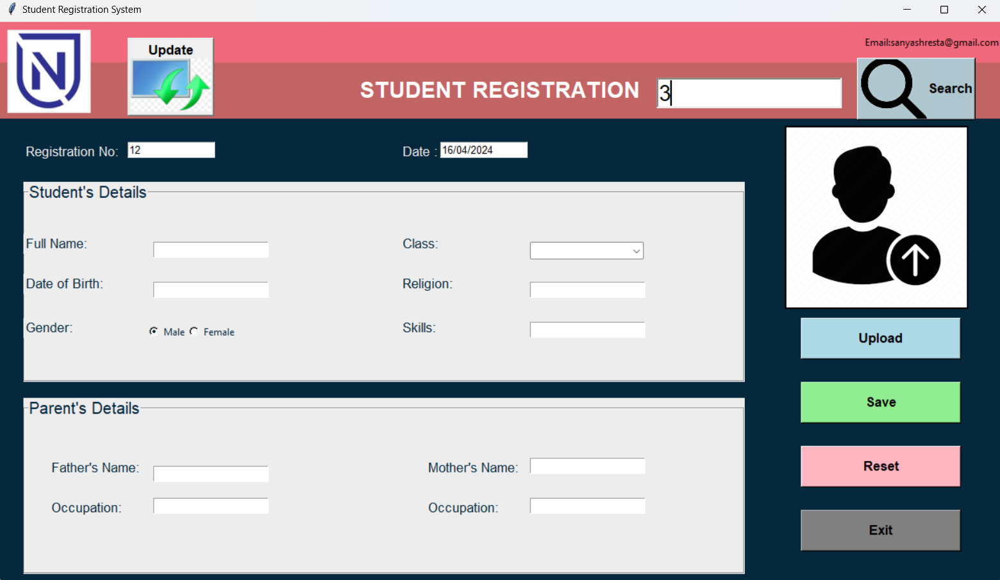 Student Registration System
Email:sanyashresta@gmail.com
N
Update
STUDENT REGISTRATION
3
Search
Registration No: 12
Date : 16/04/2024
Student's Details
Full Name:
Class:
Date of Birth:
Religion:
Gender:
Male
Female
Skills:
Upload
Save
Parent's Details
Father's Name:
Mother's Name:
Occupation:
Occupation:
Reset
Exit